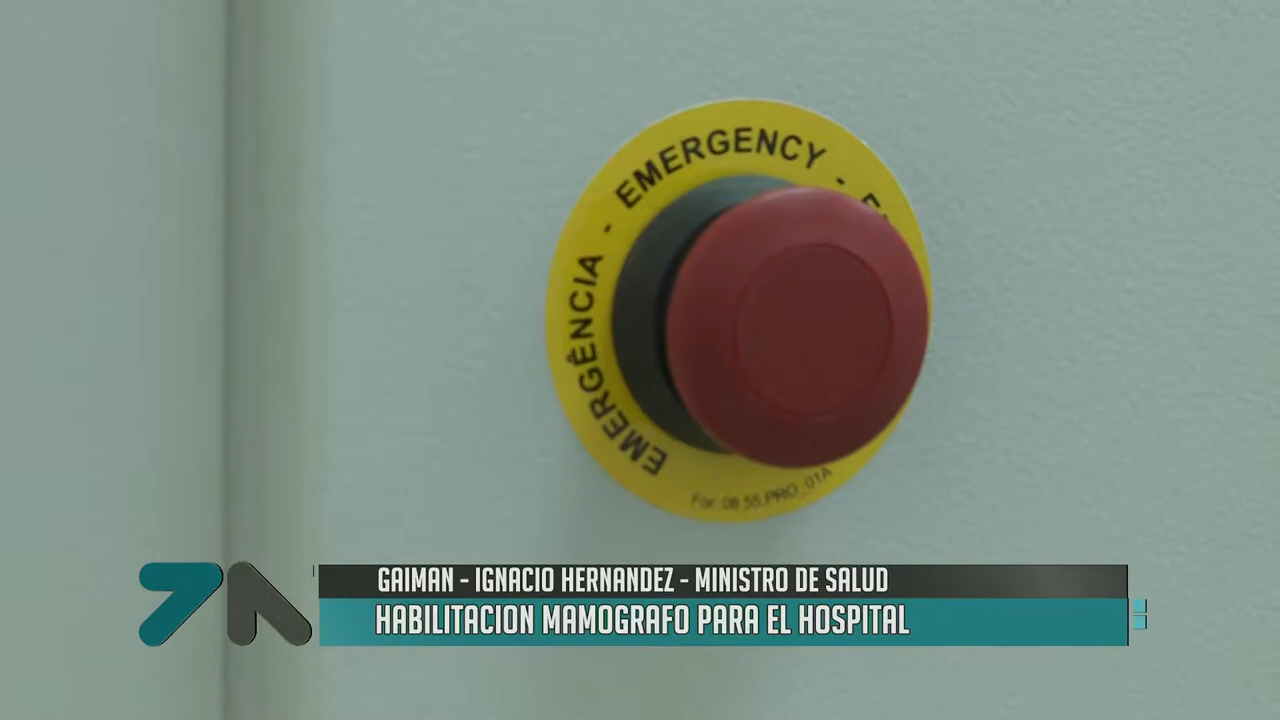 EMERGÊNCIA - EMERGENCY -
For. 08.55.PRO_01A
GAIMAN - IGNACIO HERNANDEZ - MINISTRO DE SALUD
HABILITACION MAMOGRAFO PARA EL HOSPITAL